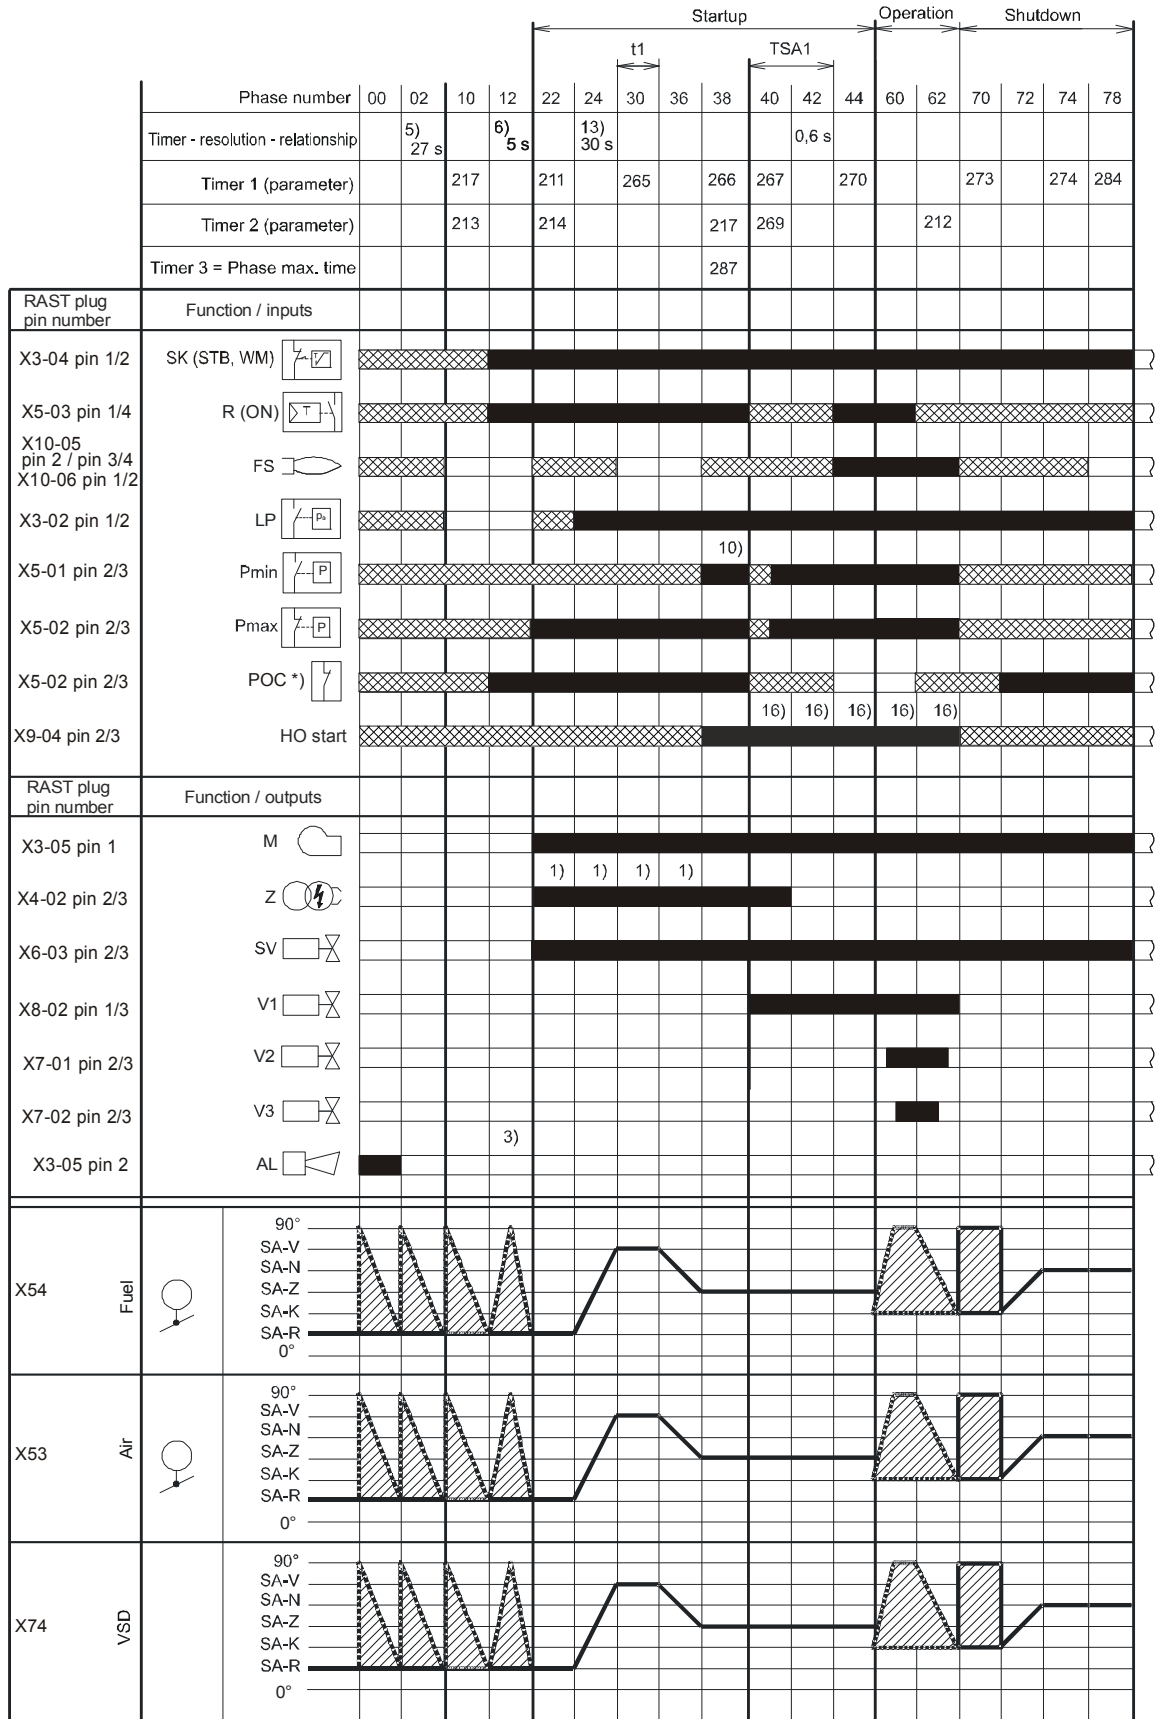 Startup Operation Shutdown
t1 TSA1
Phase number 00 02 10 12 22 24 30 36 38 40 42 44 60 62 70 72 74 78
Timer - resolution - relationship 5) 27 s 6) 5 s 13) 30 s 0,6 s
Timer 1 (parameter) 217 211 265 266 267 270 273 274 284
Timer 2 (parameter) 213 214 217 269 212
Timer 3 = Phase max. time 287
RAST plug
pin number
Function / inputs
X3-04 pin 1/2 SK (STB, WM)
X5-03 pin 1/4 R (ON) T
X10-05
pin 2 / pin 3/4
X10-06 pin 1/2
FS
X3-02 pin 1/2 LP Pa
10)
X5-01 pin 2/3 Pmin P
X5-02 pin 2/3 Pmax P
X5-02 pin 2/3 POC *)
16) 16) 16) 16) 16)
X9-04 pin 2/3 HO start
RAST plug
pin number
Function / outputs
X3-05 pin 1 M
1) 1) 1) 1)
X4-02 pin 2/3 Z
X6-03 pin 2/3 SV
X8-02 pin 1/3 V1
X7-01 pin 2/3 V2
X7-02 pin 2/3 V3
3)
X3-05 pin 2 AL
X54 Fuel
90°
SA-V
SA-N
SA-Z
SA-K
SA-R
0°
X53 Air
90°
SA-V
SA-N
SA-Z
SA-K
SA-R
0°
X74 VSD
90°
SA-V
SA-N
SA-Z
SA-K
SA-R
0°